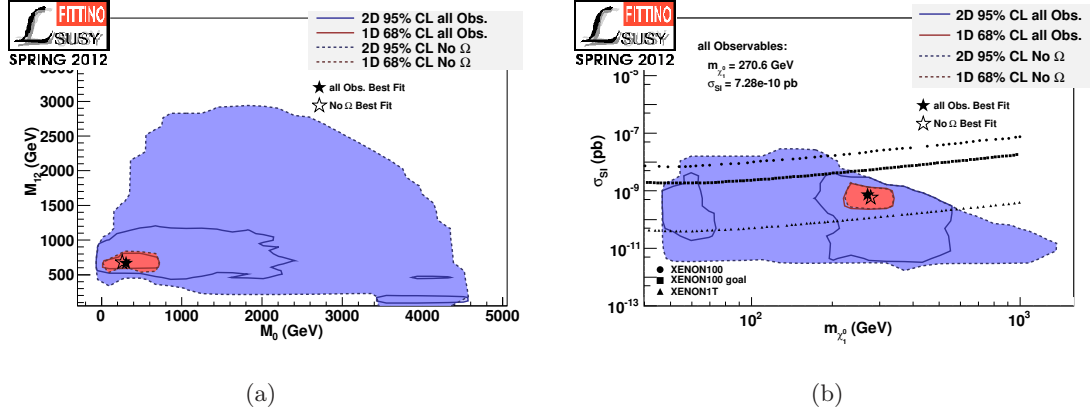 FITTINO
SUSY
SPRING 2012
2D 95% CL all Obs.
1D 68% CL all Obs.
2D 95% CL No Ω
1D 68% CL No Ω
all Obs. Best Fit
No Ω Best Fit
M12 (GeV)
3500
3000
2500
2000
1500
1000
500
0 1000 2000 3000 4000 5000
M0 (GeV)
(a)
FITTINO
SUSY
SPRING 2012
2D 95% CL all Obs.
1D 68% CL all Obs.
2D 95% CL No Ω
1D 68% CL No Ω
all Observables:
mχ̃⁰₁ = 270.6 GeV
σSI = 7.28e-10 pb
all Obs. Best Fit
No Ω Best Fit
σSI (pb)
10⁻⁵
10⁻⁷
10⁻⁹
10⁻¹¹
10⁻¹³
XENON100
XENON100 goal
XENON1T
10² 10³
mχ̃⁰₁ (GeV)
(b)